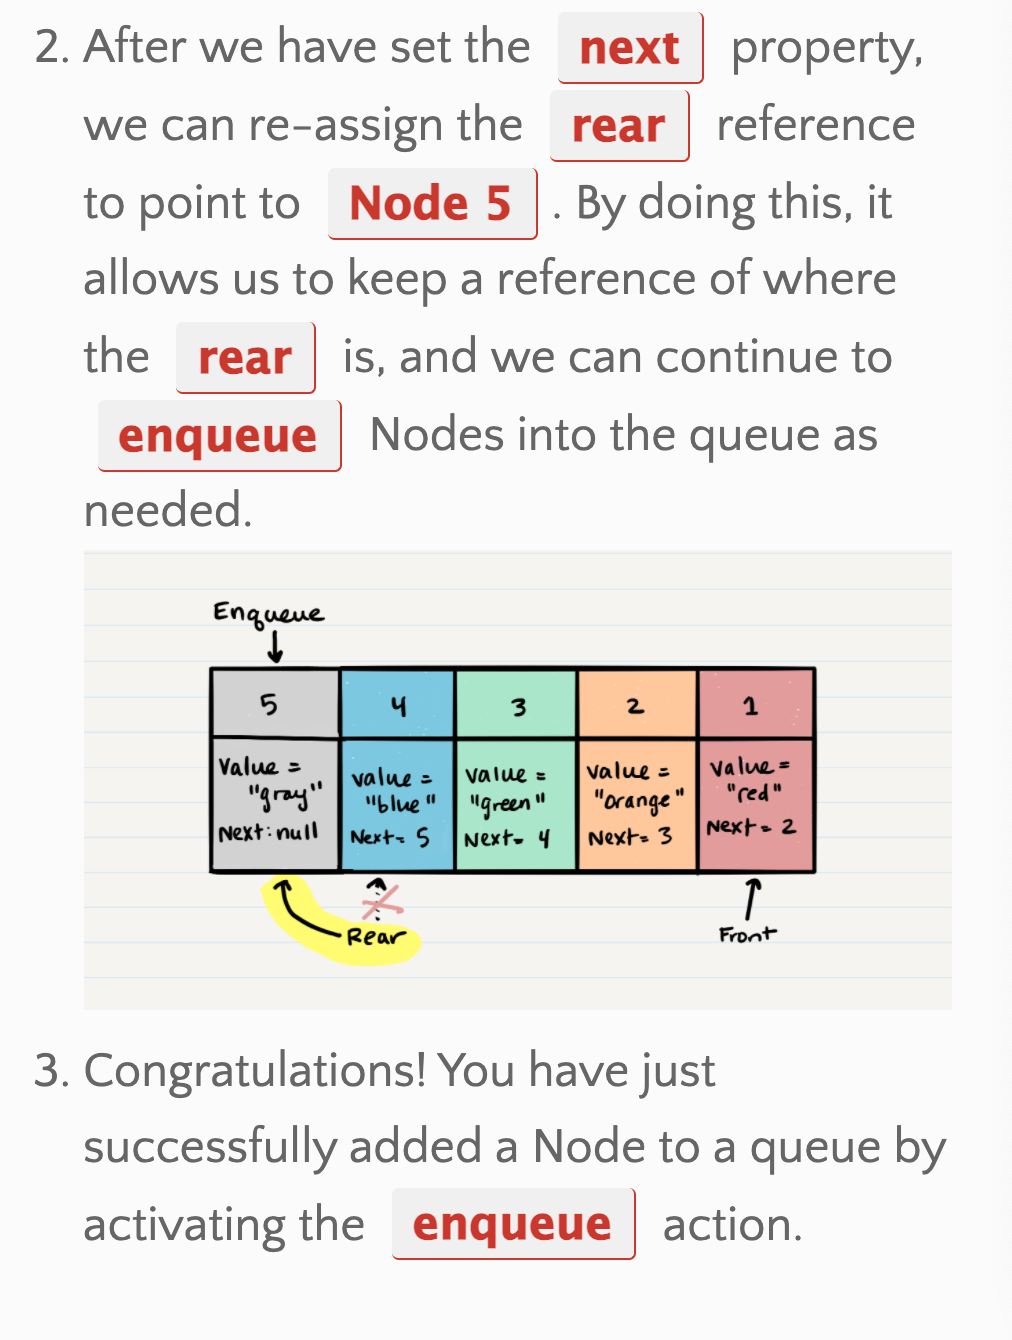 2. After we have set the next property,
we can re-assign the rear reference
to point to Node 5 . By doing this, it
allows us to keep a reference of where
the rear is, and we can continue to
enqueue Nodes into the queue as
needed.
Enqueue
5 4 3 2 1
Value = "gray" Next: null
value = "blue" Next= 5
value = "green" Next= 4
value = "orange" Next= 3
value = "red" Next= 2
Rear
Front
3. Congratulations! You have just
successfully added a Node to a queue by
activating the enqueue action.